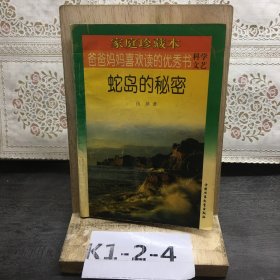 家庭珍藏本
爸爸妈妈喜欢读的优秀书
科学
文艺
蛇岛的秘密
著
K1-2-4